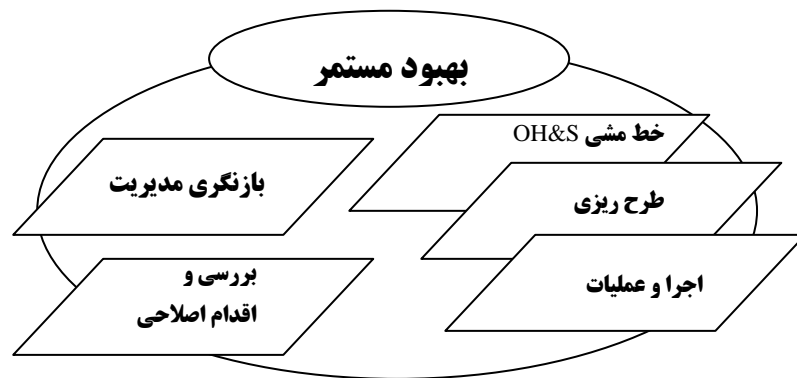 بهبود مستمر
خط مشی OH&S
طرح ریزی
اجرا و عملیات
بازنگری مدیریت
بررسی و
اقدام اصلاحی